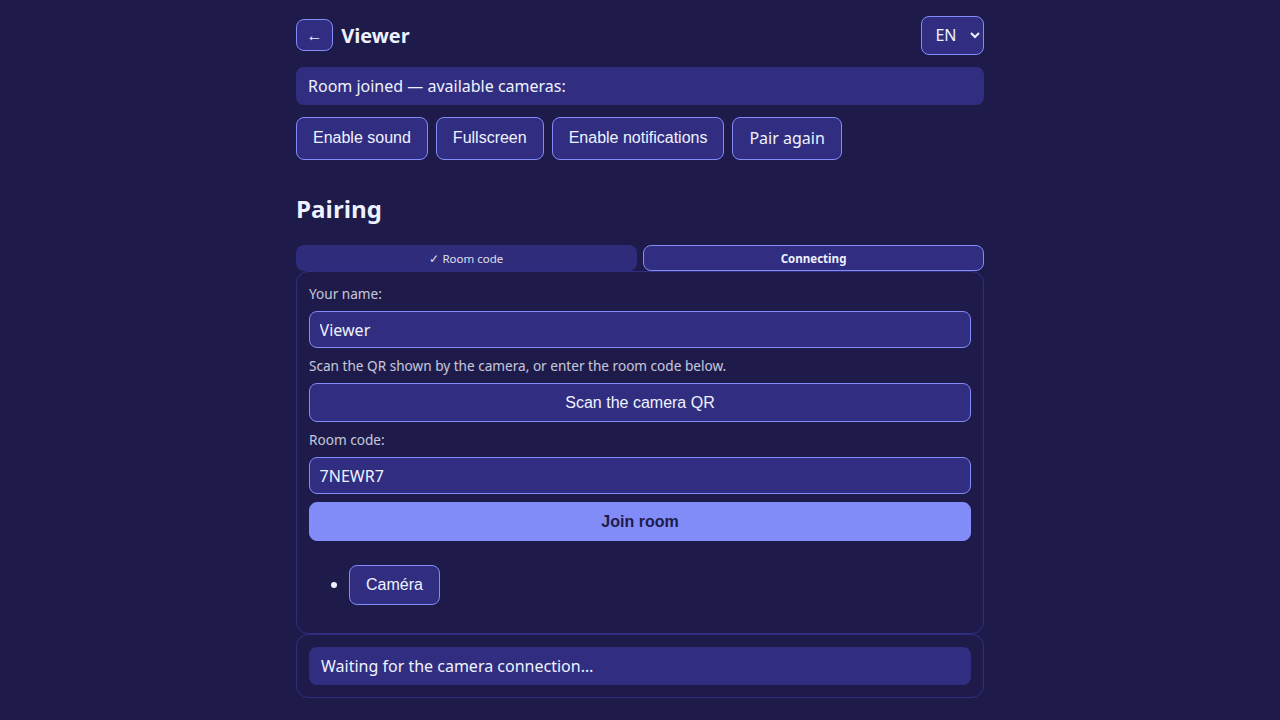 ← Viewer EN
Room joined — available cameras:
Enable sound Fullscreen Enable notifications Pair again
Pairing
✓ Room code Connecting
Your name:
Viewer
Scan the QR shown by the camera, or enter the room code below.
Scan the camera QR
Room code:
7NEWR7
Join room
• Caméra
Waiting for the camera connection...